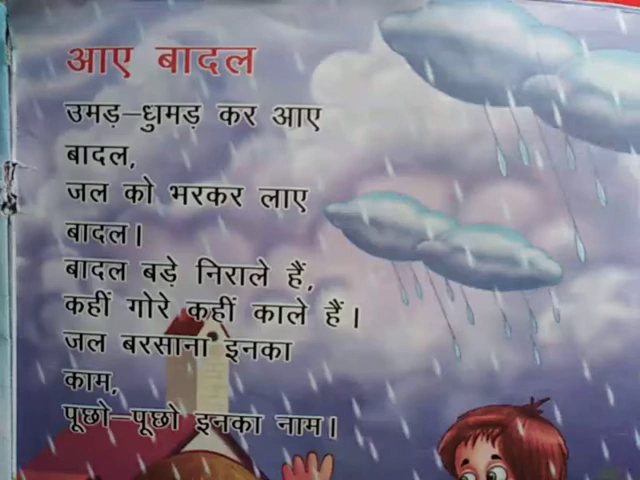 आए बादल
उमड़-धुमड़ कर आए
बादल,
जल को भरकर लाए
बादल।
बादल बड़े निराले हैं,
कहीं गोरे कहीं काले हैं।
जल बरसाना इनका
काम,
पूछो-पूछो इनका नाम।